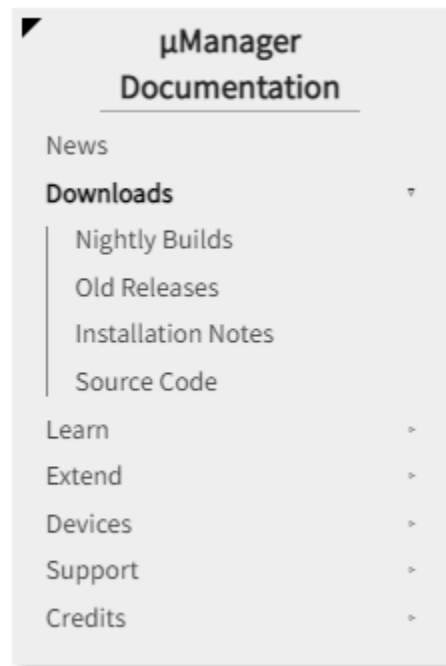 µManager
Documentation
News
Downloads
Nightly Builds
Old Releases
Installation Notes
Source Code
Learn
Extend
Devices
Support
Credits